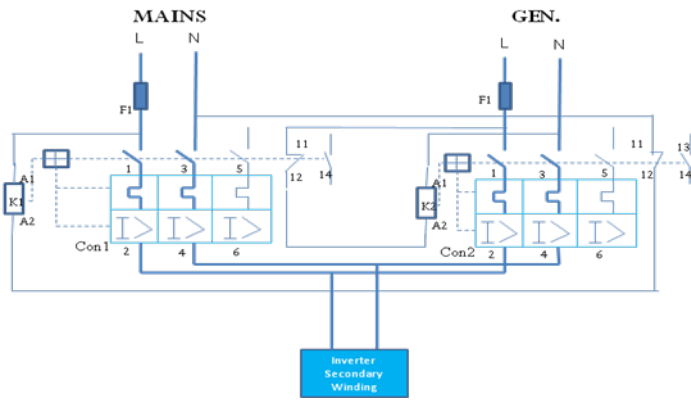 MAINS
GEN.
L
N
L
N
F1
F1
11
12
14
11
12
13
14
1
3
5
1
3
5
A1
K1
A2
A1
K2
A2
Con1
2
4
6
Con2
2
4
6
Inverter
Secondary
Winding